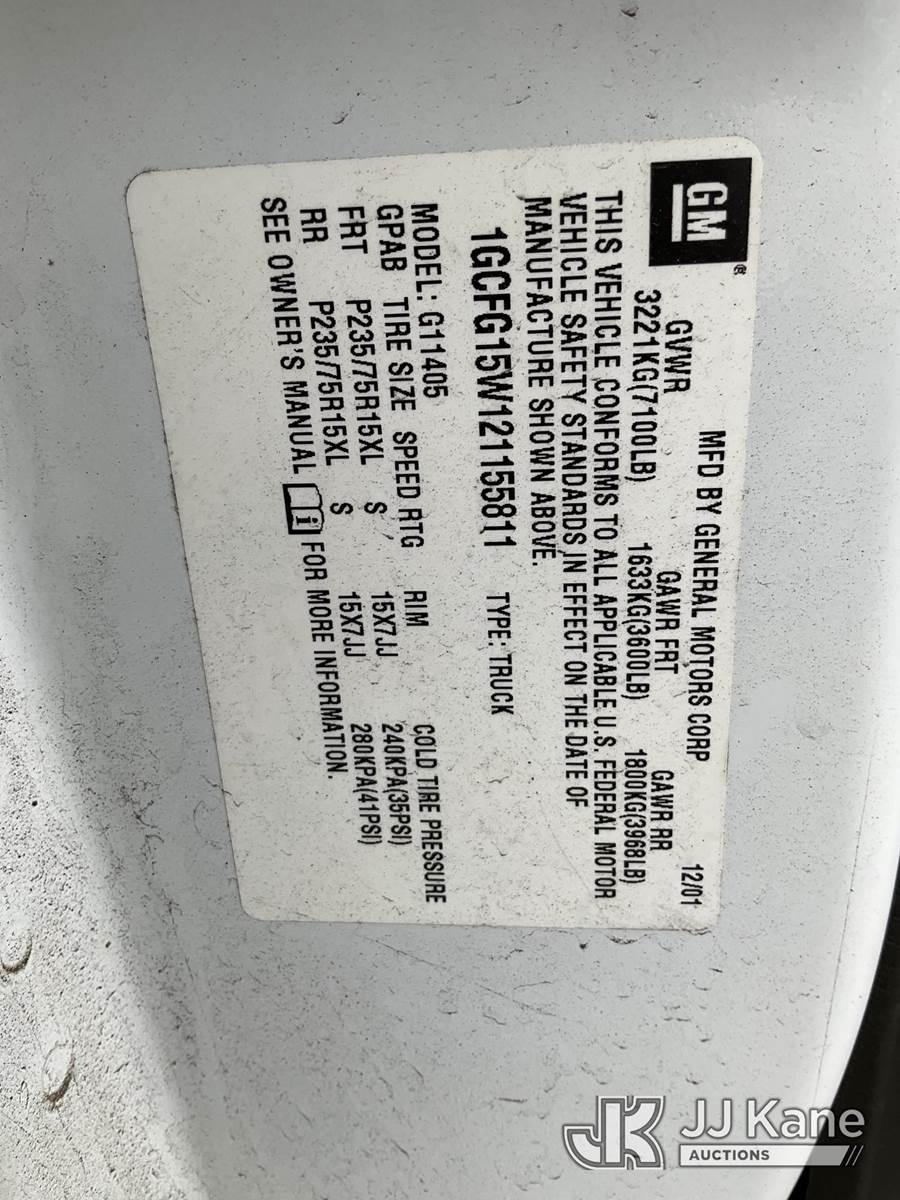 GM®
MFD BY GENERAL MOTORS CORP 12/01
GVWR GAWR FRT GAWR RR
3221KG(7100LB) 1633KG(3600LB) 1800KG(3968LB)
THIS VEHICLE CONFORMS TO ALL APPLICABLE U.S. FEDERAL MOTOR
VEHICLE SAFETY STANDARDS IN EFFECT ON THE DATE OF
MANUFACTURE SHOWN ABOVE.
1GCFG15W121155811 TYPE: TRUCK
MODEL: G11405
GPAB TIRE SIZE SPEED RTG RIM COLD TIRE PRESSURE
FRT P235/75R15XL S 15X7JJ 240KPA(35PSI)
RR P235/75R15XL S 15X7JJ 280KPA(41PSI)
SEE OWNER'S MANUAL i FOR MORE INFORMATION.
JK JJ Kane
AUCTIONS